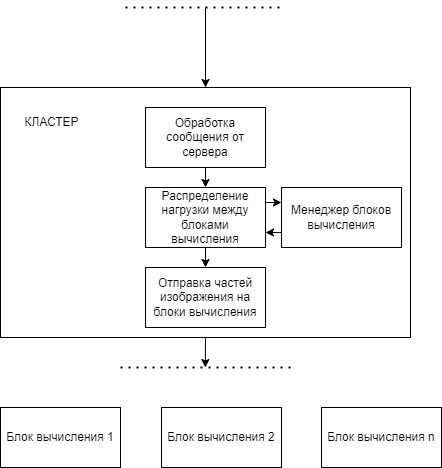 КЛАСТЕР
Обработка
сообщения от
сервера
Распределение
нагрузки между
блоками
вычисления
Менеджер блоков
вычисления
Отправка частей
изображения на
блоки вычисления
Блок вычисления 1
Блок вычисления 2
Блок вычисления n